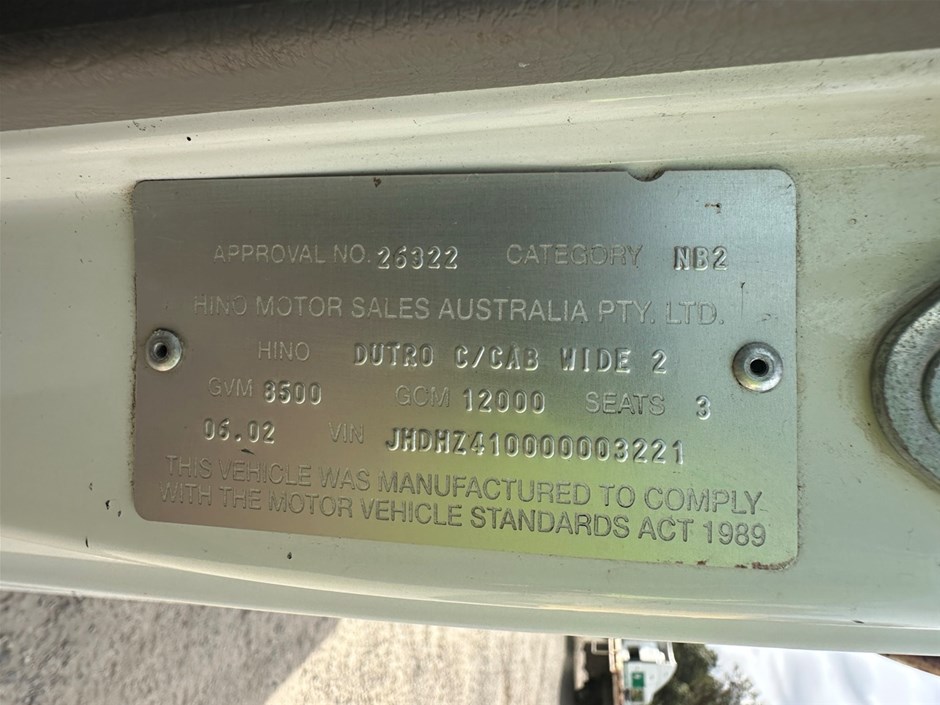 APPROVAL NO. 26322 CATEGORY NB2
HINO MOTOR SALES AUSTRALIA PTY. LTD.
HINO DUTRO C/CAB WIDE 2
GVM 8500 GCM 12000 SEATS 3
06.02 VIN JHDHZ410000003221
THIS VEHICLE WAS MANUFACTURED TO COMPLY
WITH THE MOTOR VEHICLE STANDARDS ACT 1989